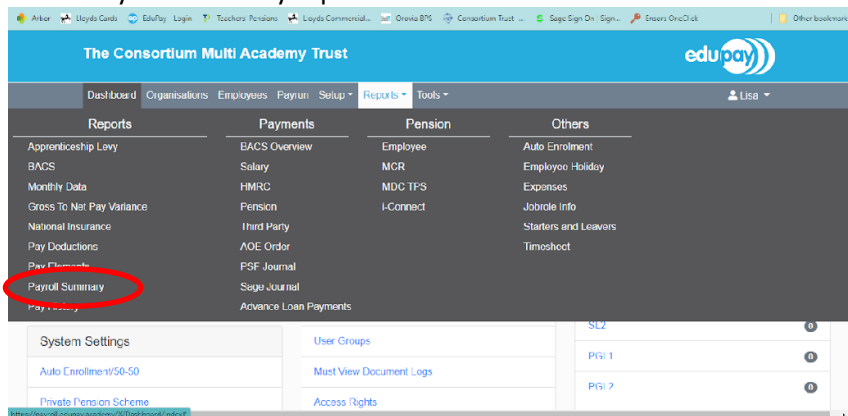 Arbor Lloyds Cards EduPay Login Teachers Pensions Lloyds Commercial... Orovia BPS Consortium Trust ... Sage Sign On | Sign... Ensors OneClick Other bookmark
The Consortium Multi Academy Trust edupay
Dashboard Organisations Employees Payrun Setup Reports Tools Lisa
Reports Payments Pension Others
Apprenticeship Levy BACS Overview Employee Auto Enrolment
BACS Salary MCR Employee Holiday
Monthly Data HMRC MDC TPS Expenses
Gross To Net Pay Variance Pension i-Connect Jobrole Info
National Insurance Third Party Starters and Leavers
Pay Deductions AOE Order Timesheet
Pay Elements PSF Journal
Payroll Summary Sage Journal
Pay History Advance Loan Payments
System Settings User Groups SL2 0
Auto Enrollment/50-50 Must View Document Logs PGL1 0
Private Pension Scheme Access Rights PGL2 0